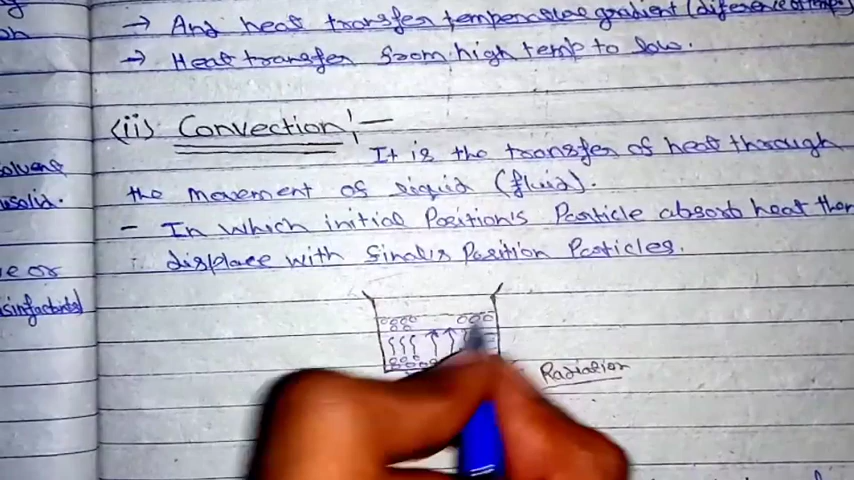 → And heat transfer temperature gradient (difference of temp)
→ Heat transfer from high temp to low.
(ii) Convection:-
It is the transfer of heat through
the movement of liquid (fluid).
- In which initial Position's Particle absorb heat then
displace with final's Position Particles.
Radiation